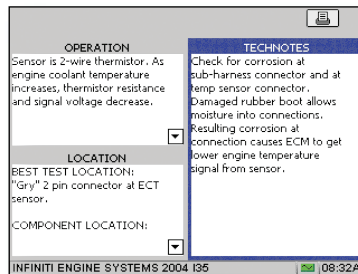 OPERATION
Sensor is 2-wire thermistor. As
engine coolant temperature
increases, thermistor resistance
and signal voltage decrease.
LOCATION
BEST TEST LOCATION:
"Gry" 2 pin connector at ECT
sensor.
COMPONENT LOCATION:
TECHNOTES
Check for corrosion at
sub-harness connector and at
temp sensor connector.
Damaged rubber boot allows
moisture into connections.
Resulting corrosion at
connection causes ECM to get
lower engine temperature
signal from sensor.
INFINITI ENGINE SYSTEMS 2004 I35
08:32A